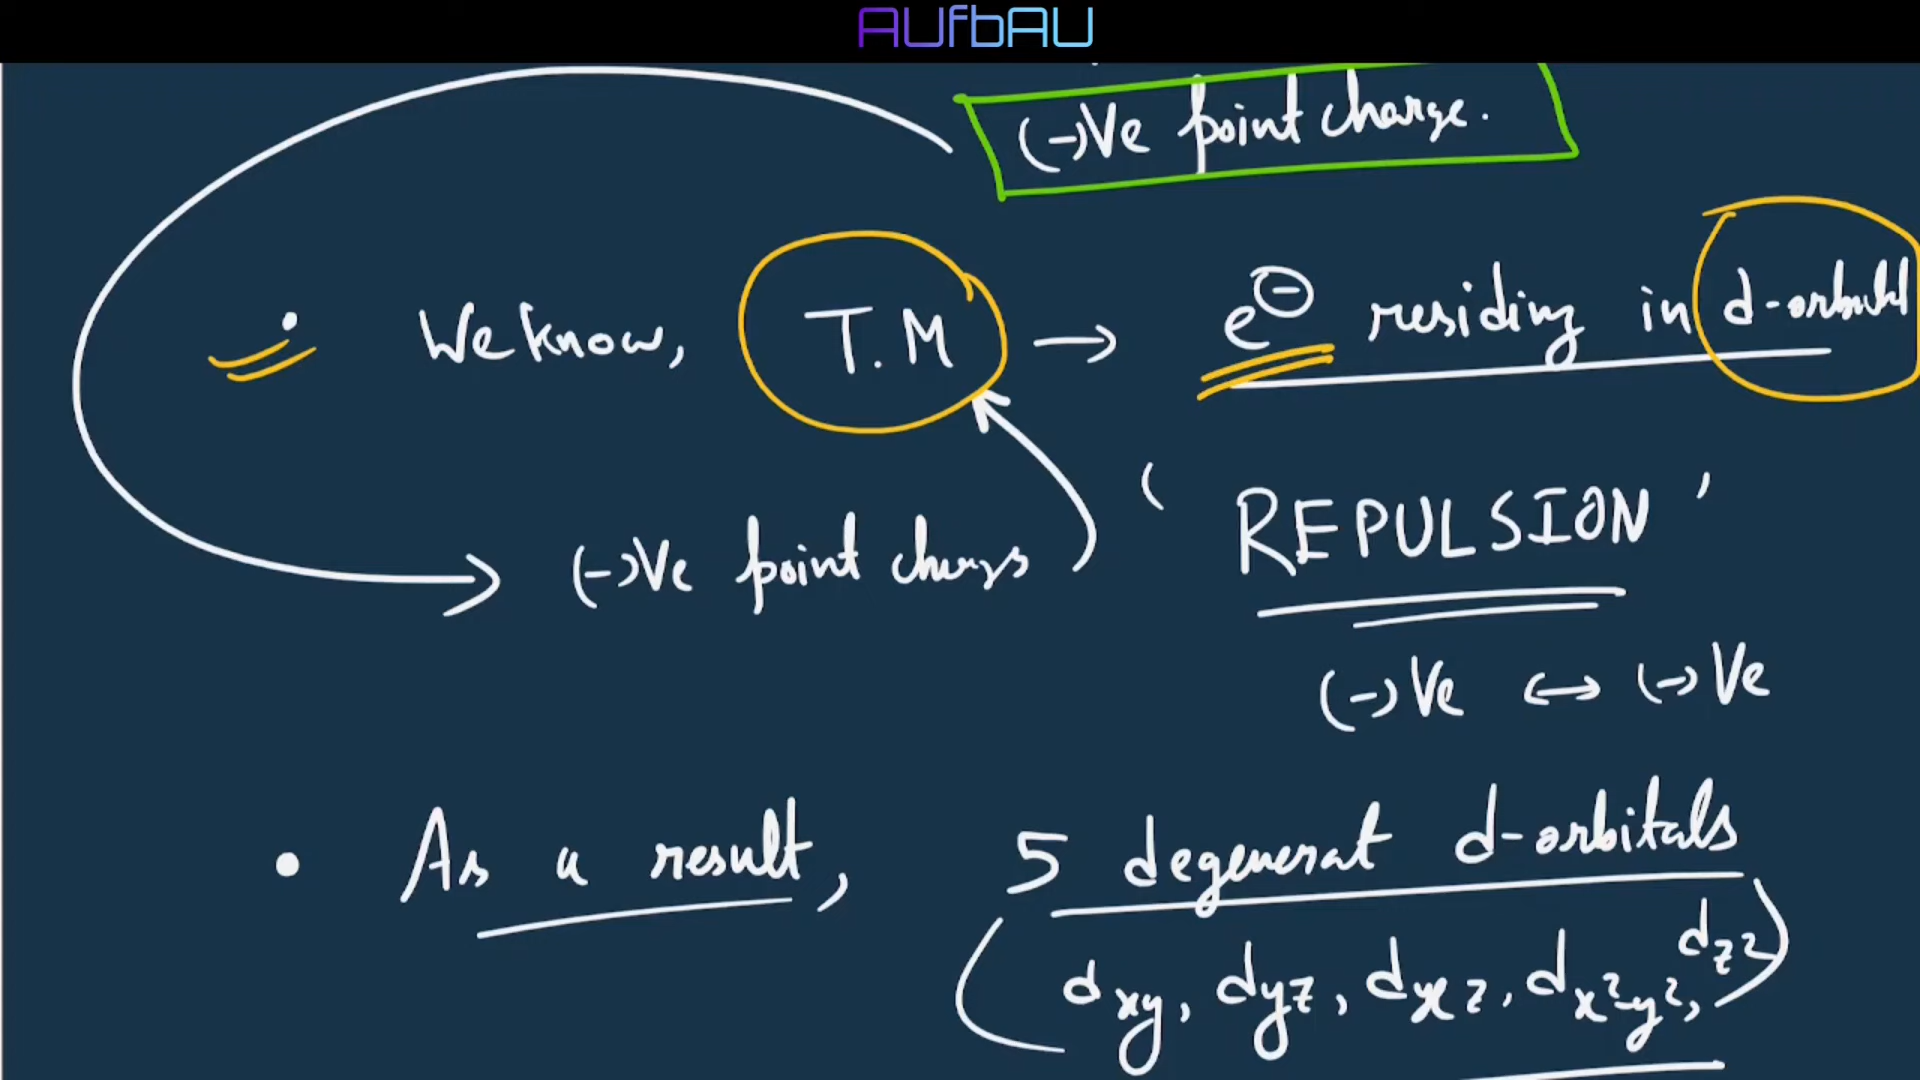 AUFBAU
(-)Ve point charge.
• We know, T.M → e⊖ residing in d-orbital
(-)Ve point charges
' REPULSION '
(-)Ve ↔ (-)Ve
• As a result, 5 degenerat d-orbitals
(dxy, dyz, dxz, dx²-y², dz²)